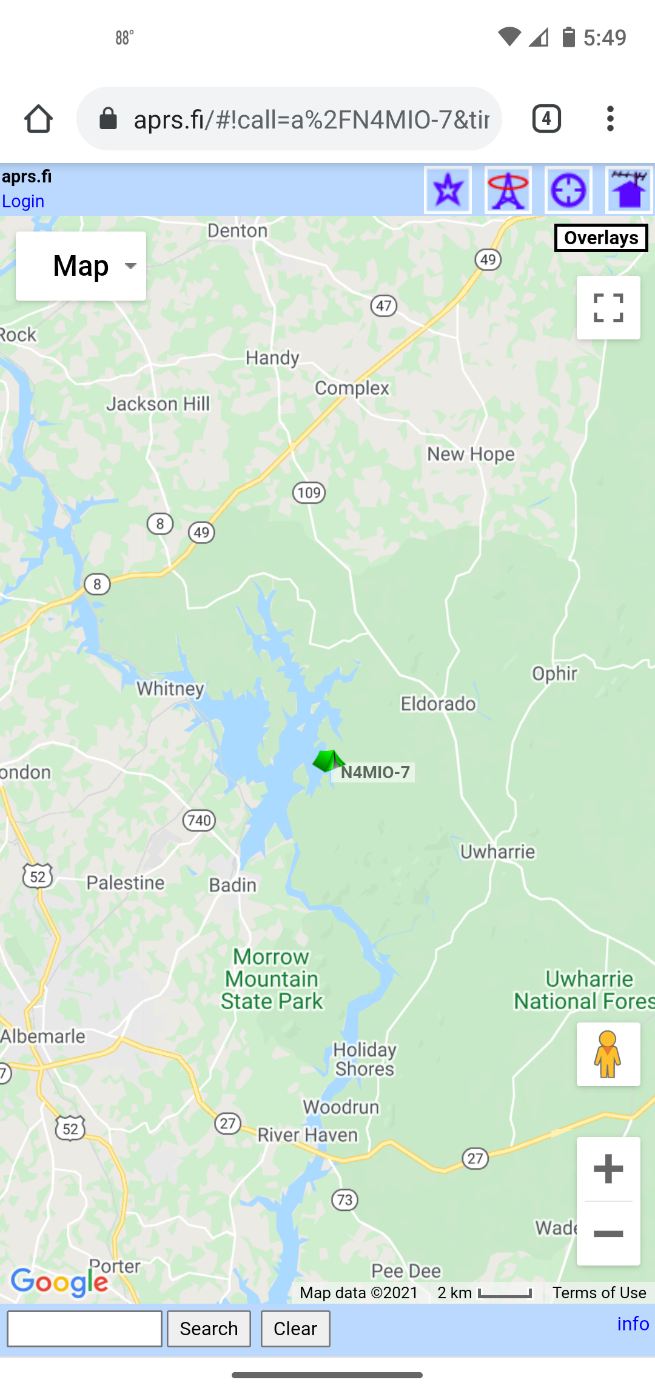 88°
5:49
aprs.fi/#!call=a%2FN4MIO-7&tir
4
aprs.fi
Login
Overlays
Map
Denton
49
47
Rock
Handy
Complex
Jackson Hill
New Hope
109
8
49
8
Ophir
Whitney
Eldorado
N4MIO-7
ondon
740
Uwharrie
52
Palestine
Badin
Morrow
Mountain
State Park
Uwharrie
National Fores
Albemarle
Holiday
Shores
7
Woodrun
52
27
River Haven
27
73
Wade
Porter
Pee Dee
Google
Map data ©2021
2 km
Terms of Use
Search
Clear
info